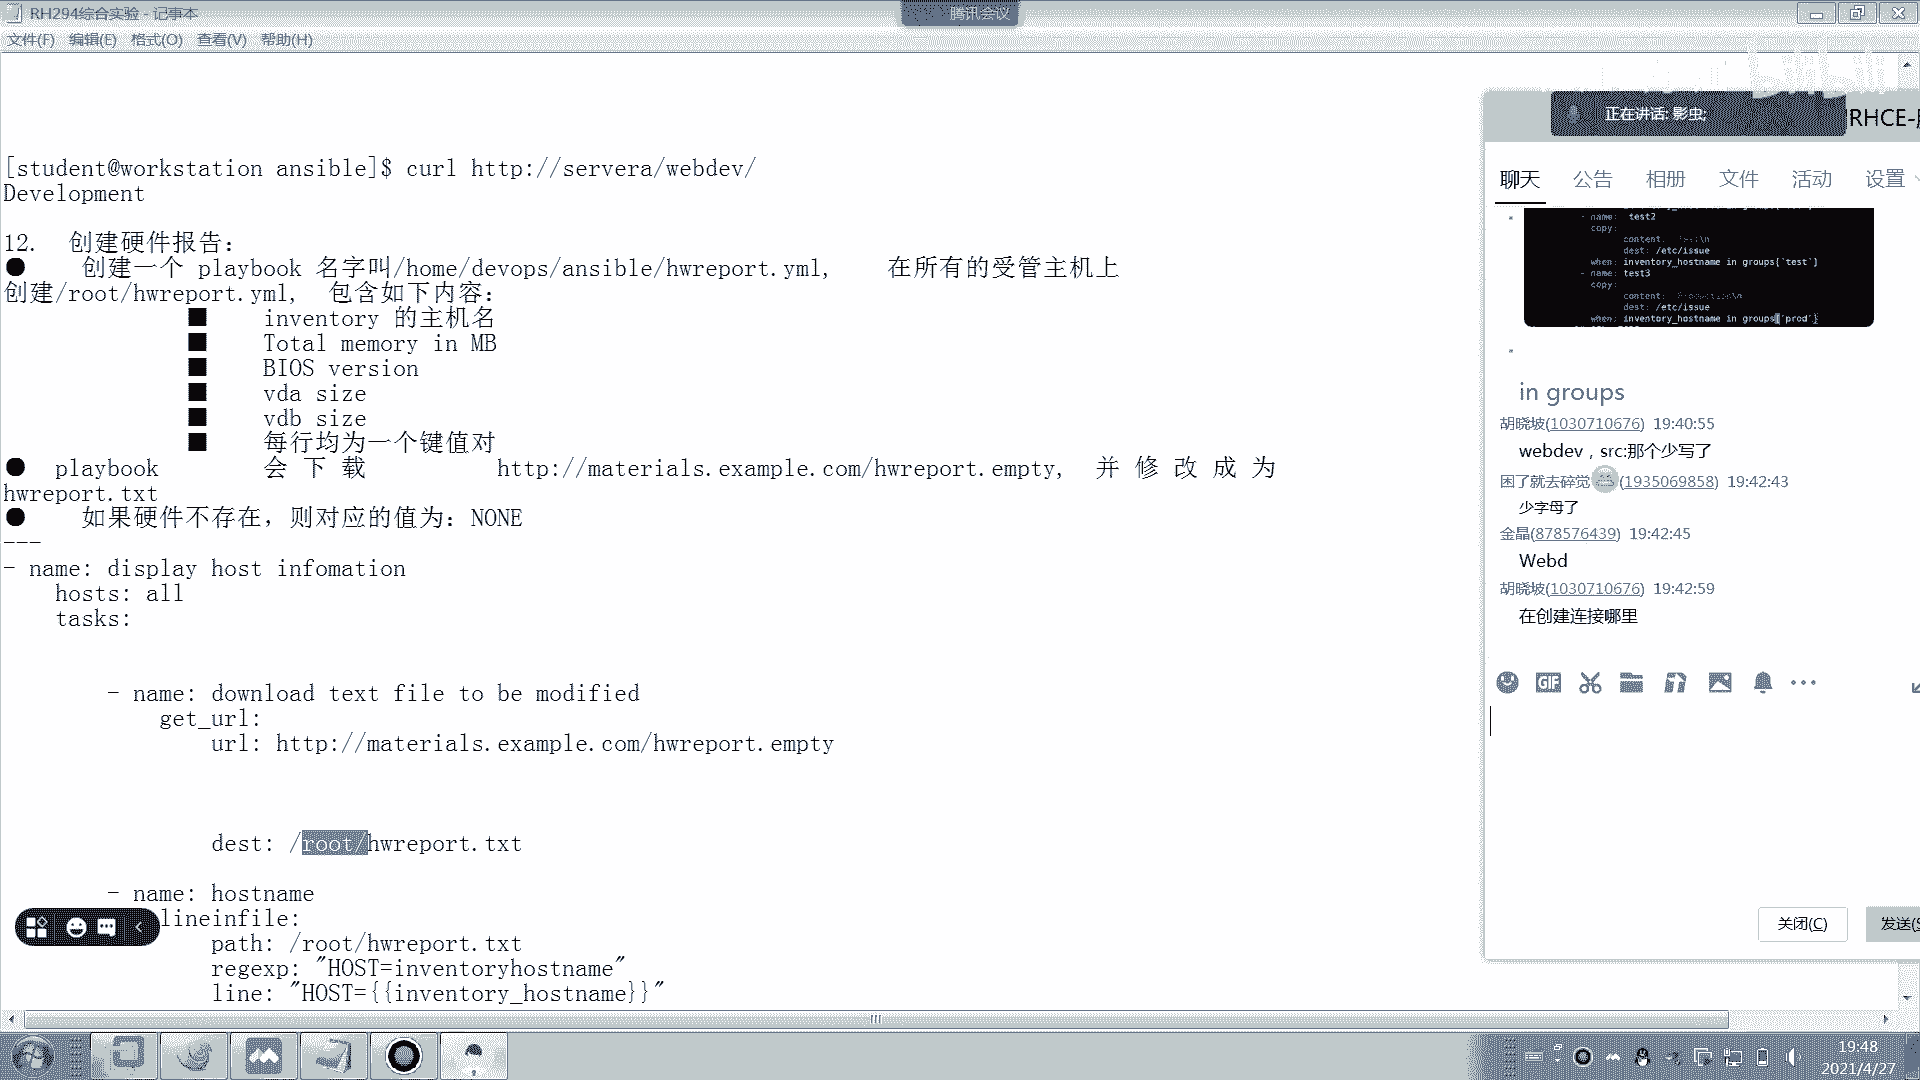 RH294综合实验 - 记事本
腾讯会议
文件(F) 编辑(E) 格式(O) 查看(V) 帮助(H)
[student@workstation ansible]$ curl http://servera/webdev/
Development
12. 创建硬件报告:
● 创建一个 playbook 名字叫/home/devops/ansible/hwreport.yml, 在所有的受管主机上
创建/root/hwreport.yml, 包含如下内容:
■ inventory 的主机名
■ Total memory in MB
■ BIOS version
■ vda size
■ vdb size
■ 每行均为一个键值对
● playbook 会 下 载 http://materials.example.com/hwreport.empty, 并 修 改 成 为
hwreport.txt
● 如果硬件不存在, 则对应的值为: NONE
---
- name: display host infomation
hosts: all
tasks:
- name: download text file to be modified
get_url:
url: http://materials.example.com/hwreport.empty
dest: /root/hwreport.txt
- name: hostname
lineinfile:
path: /root/hwreport.txt
regexp: "HOST=inventoryhostname"
line: "HOST={{inventory_hostname}}"
正在讲话: 影虫;
RHCE-
聊天 公告 相册 文件 活动 设置
- name: test2
copy:
content:
dest: /etc/issue
when: inventory_hostname in groups[`test`]
- name: test3
copy:
content: Production\n
dest: /etc/issue
when: inventory_hostname in groups['prod']
in groups
胡晓坡(1030710676) 19:40:55
webdev，src:那个少写了
困了就去碎觉(1935069858) 19:42:43
少字母了
金晶(878576439) 19:42:45
Webd
胡晓坡(1030710676) 19:42:59
在创建连接哪里
GIF
关闭(C) 发送(S
19:48
2021/4/27